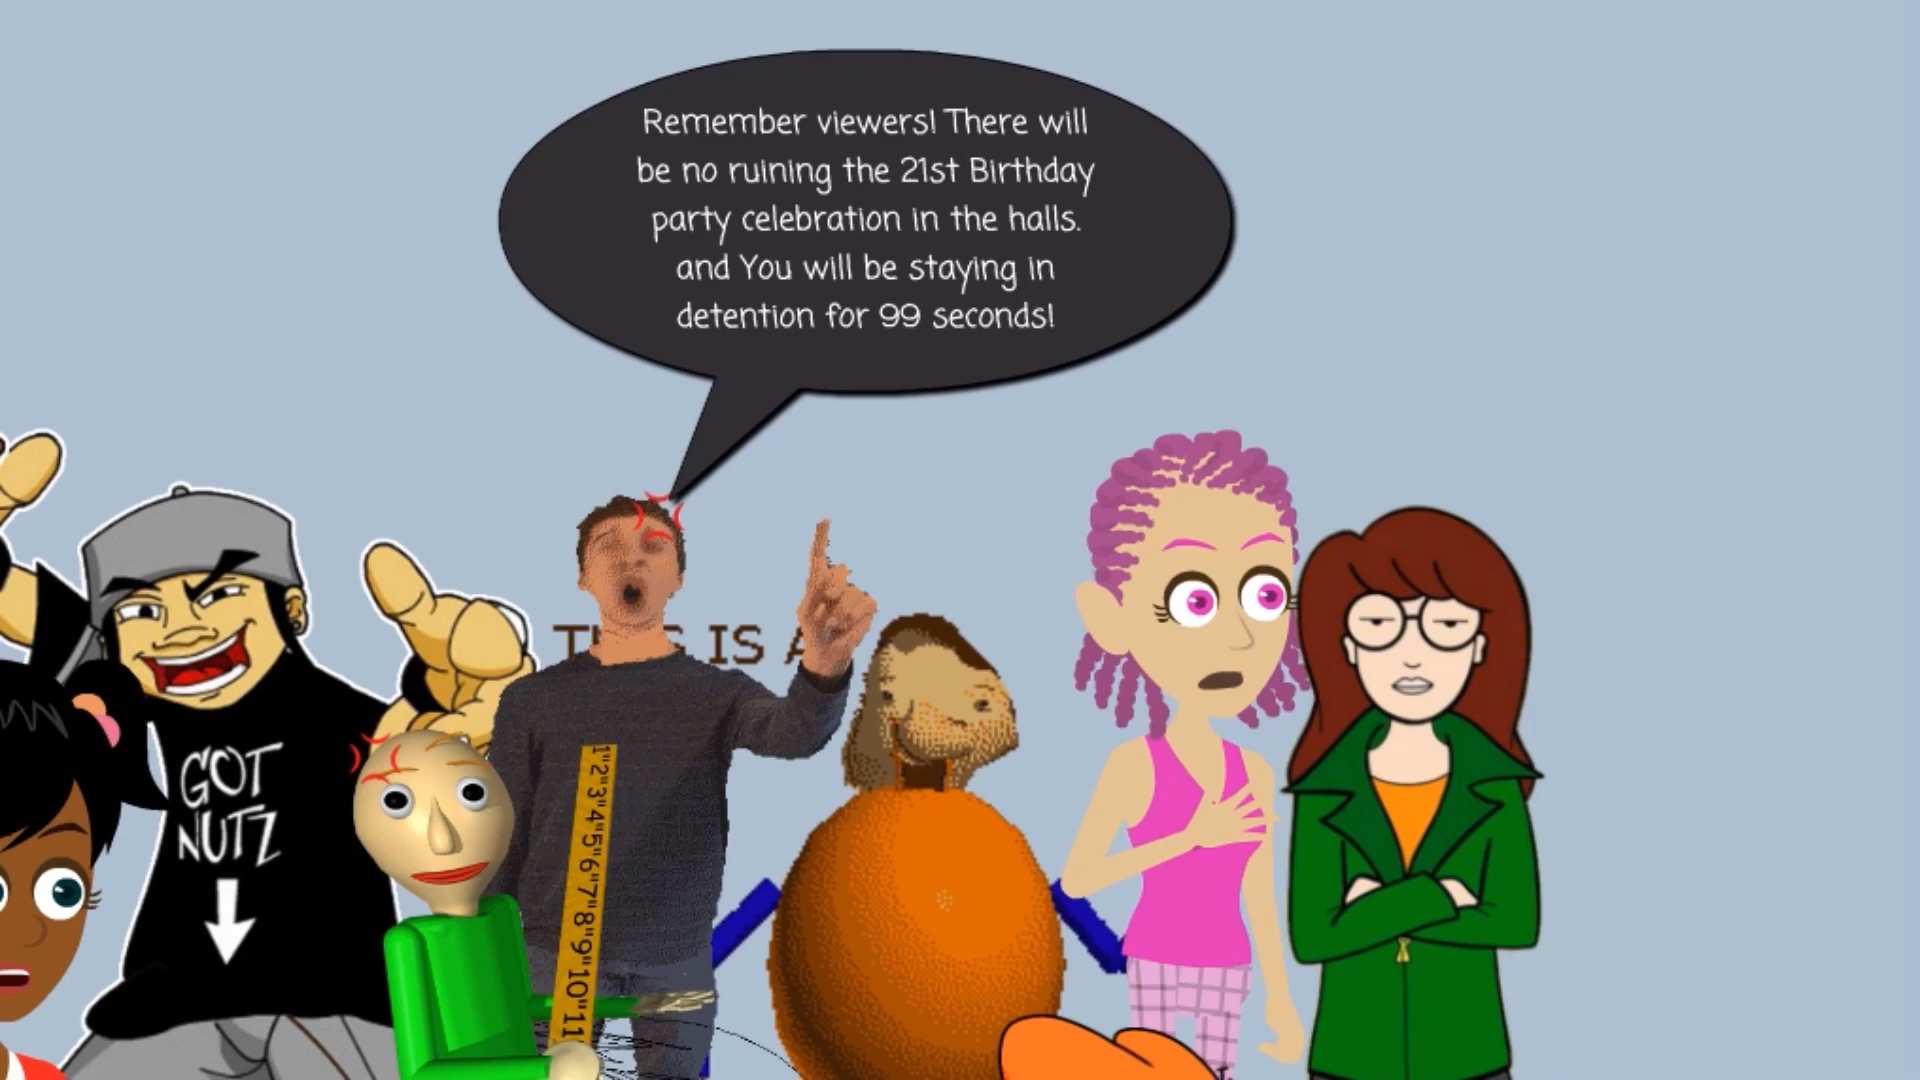 Remember viewers! There will
be no ruining the 21st Birthday
party celebration in the halls.
and You will be staying in
detention for 99 seconds!
IS A
GOT
NUTZ
1" 2" 3" 4" 5" 6" 7" 8" 9" 10" 11